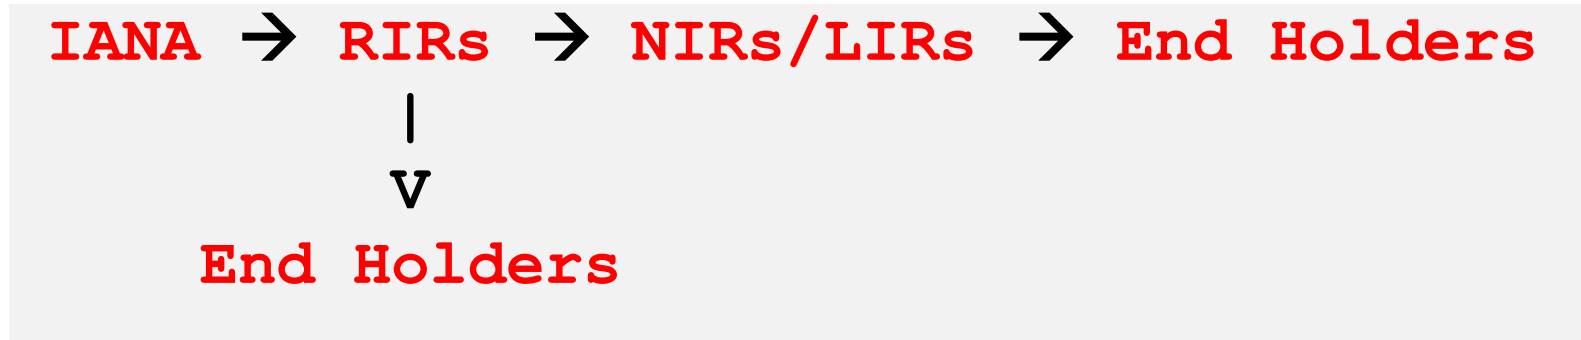 IANA → RIRs → NIRs/LIRs → End Holders
|
v
End Holders